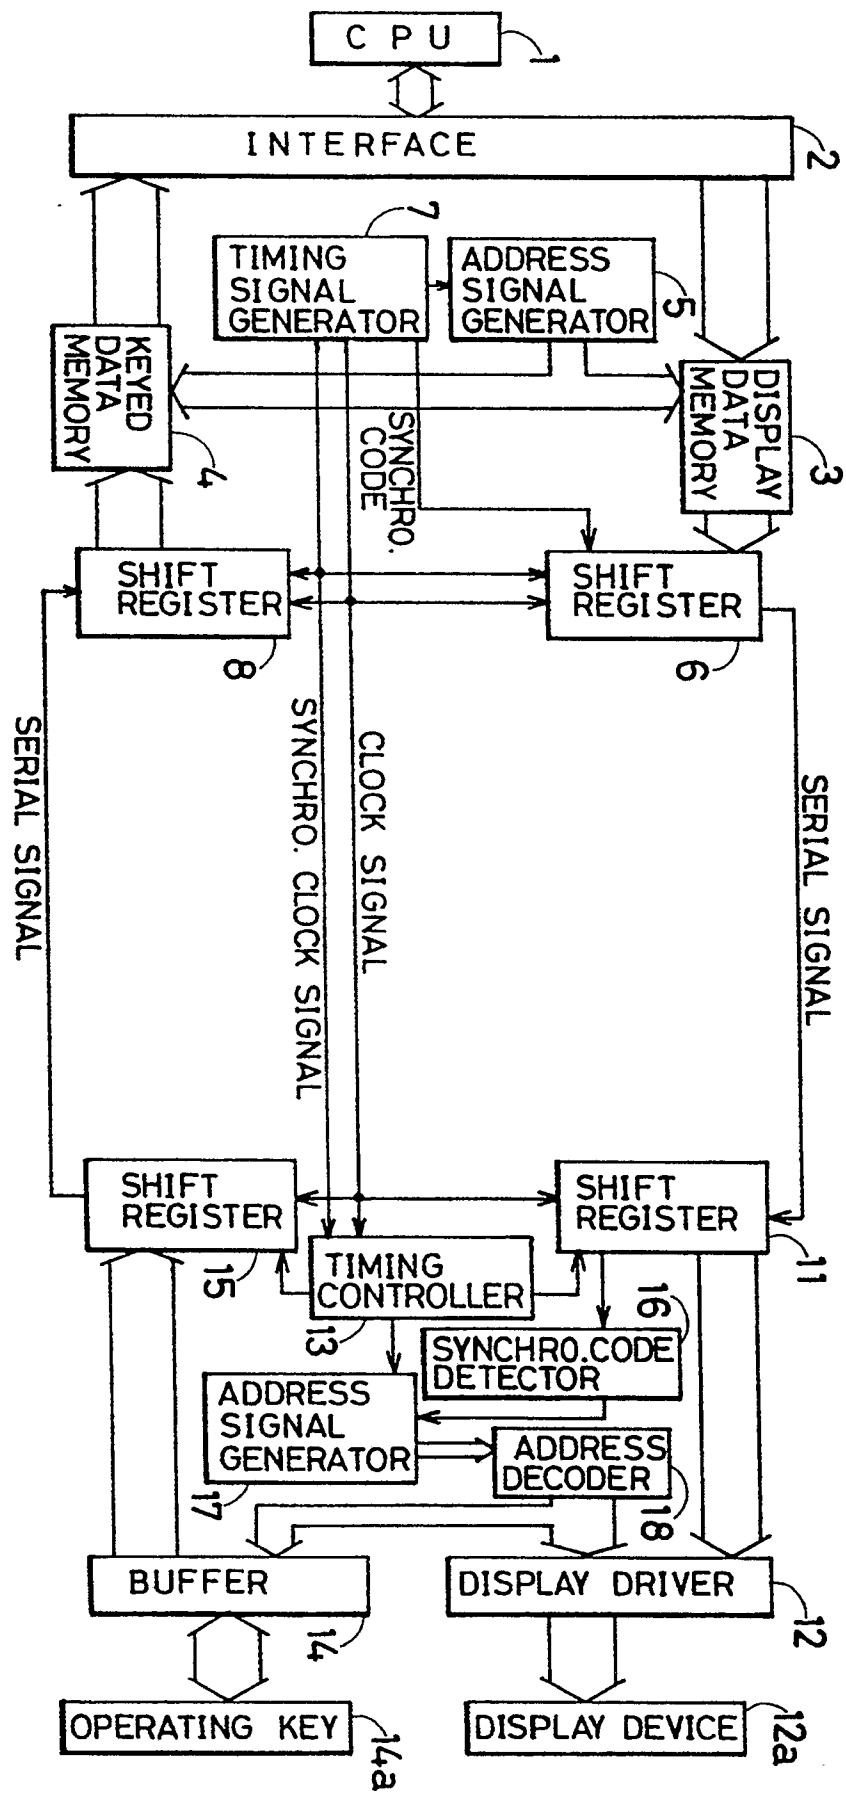 CPU
1
INTERFACE
2
7
TIMING
SIGNAL
GENERATOR
ADDRESS
SIGNAL
GENERATOR
5
KEYED
DATA
MEMORY
4
DISPLAY
DATA
MEMORY
3
SYNCHRO.
CODE
SHIFT
REGISTER
8
SHIFT
REGISTER
6
SERIAL SIGNAL
SYNCHRO. CLOCK SIGNAL
CLOCK SIGNAL
SERIAL SIGNAL
SHIFT
REGISTER
15
SHIFT
REGISTER
11
TIMING
CONTROLLER
13
16
SYNCHRO.CODE
DETECTOR
ADDRESS
SIGNAL
GENERATOR
17
ADDRESS
DECODER
18
BUFFER
14
DISPLAY DRIVER
12
OPERATING KEY
14a
DISPLAY DEVICE
12a